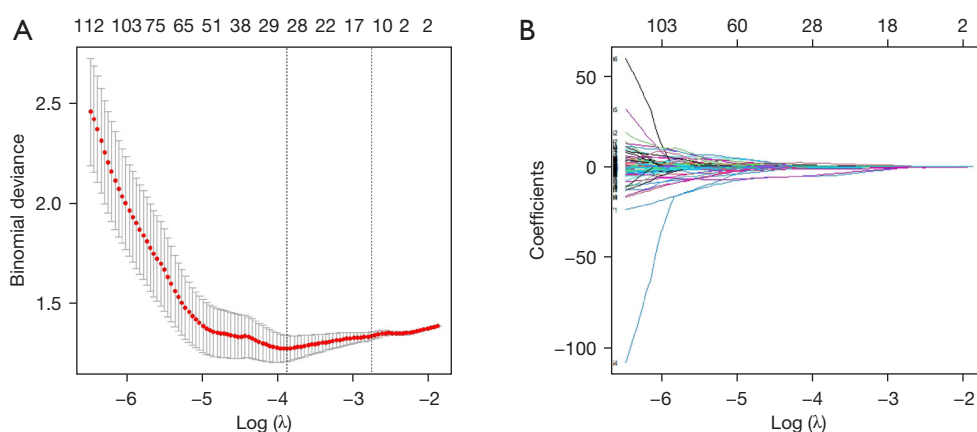 A
112 103 75 65 51 38 29 28 22 17 10 2 2
Binomial deviance
2.5
2.0
1.5
−6 −5 −4 −3 −2
Log (λ)
B
103 60 28 18 2
Coefficients
50
0
−50
−100
−6 −5 −4 −3 −2
Log (λ)